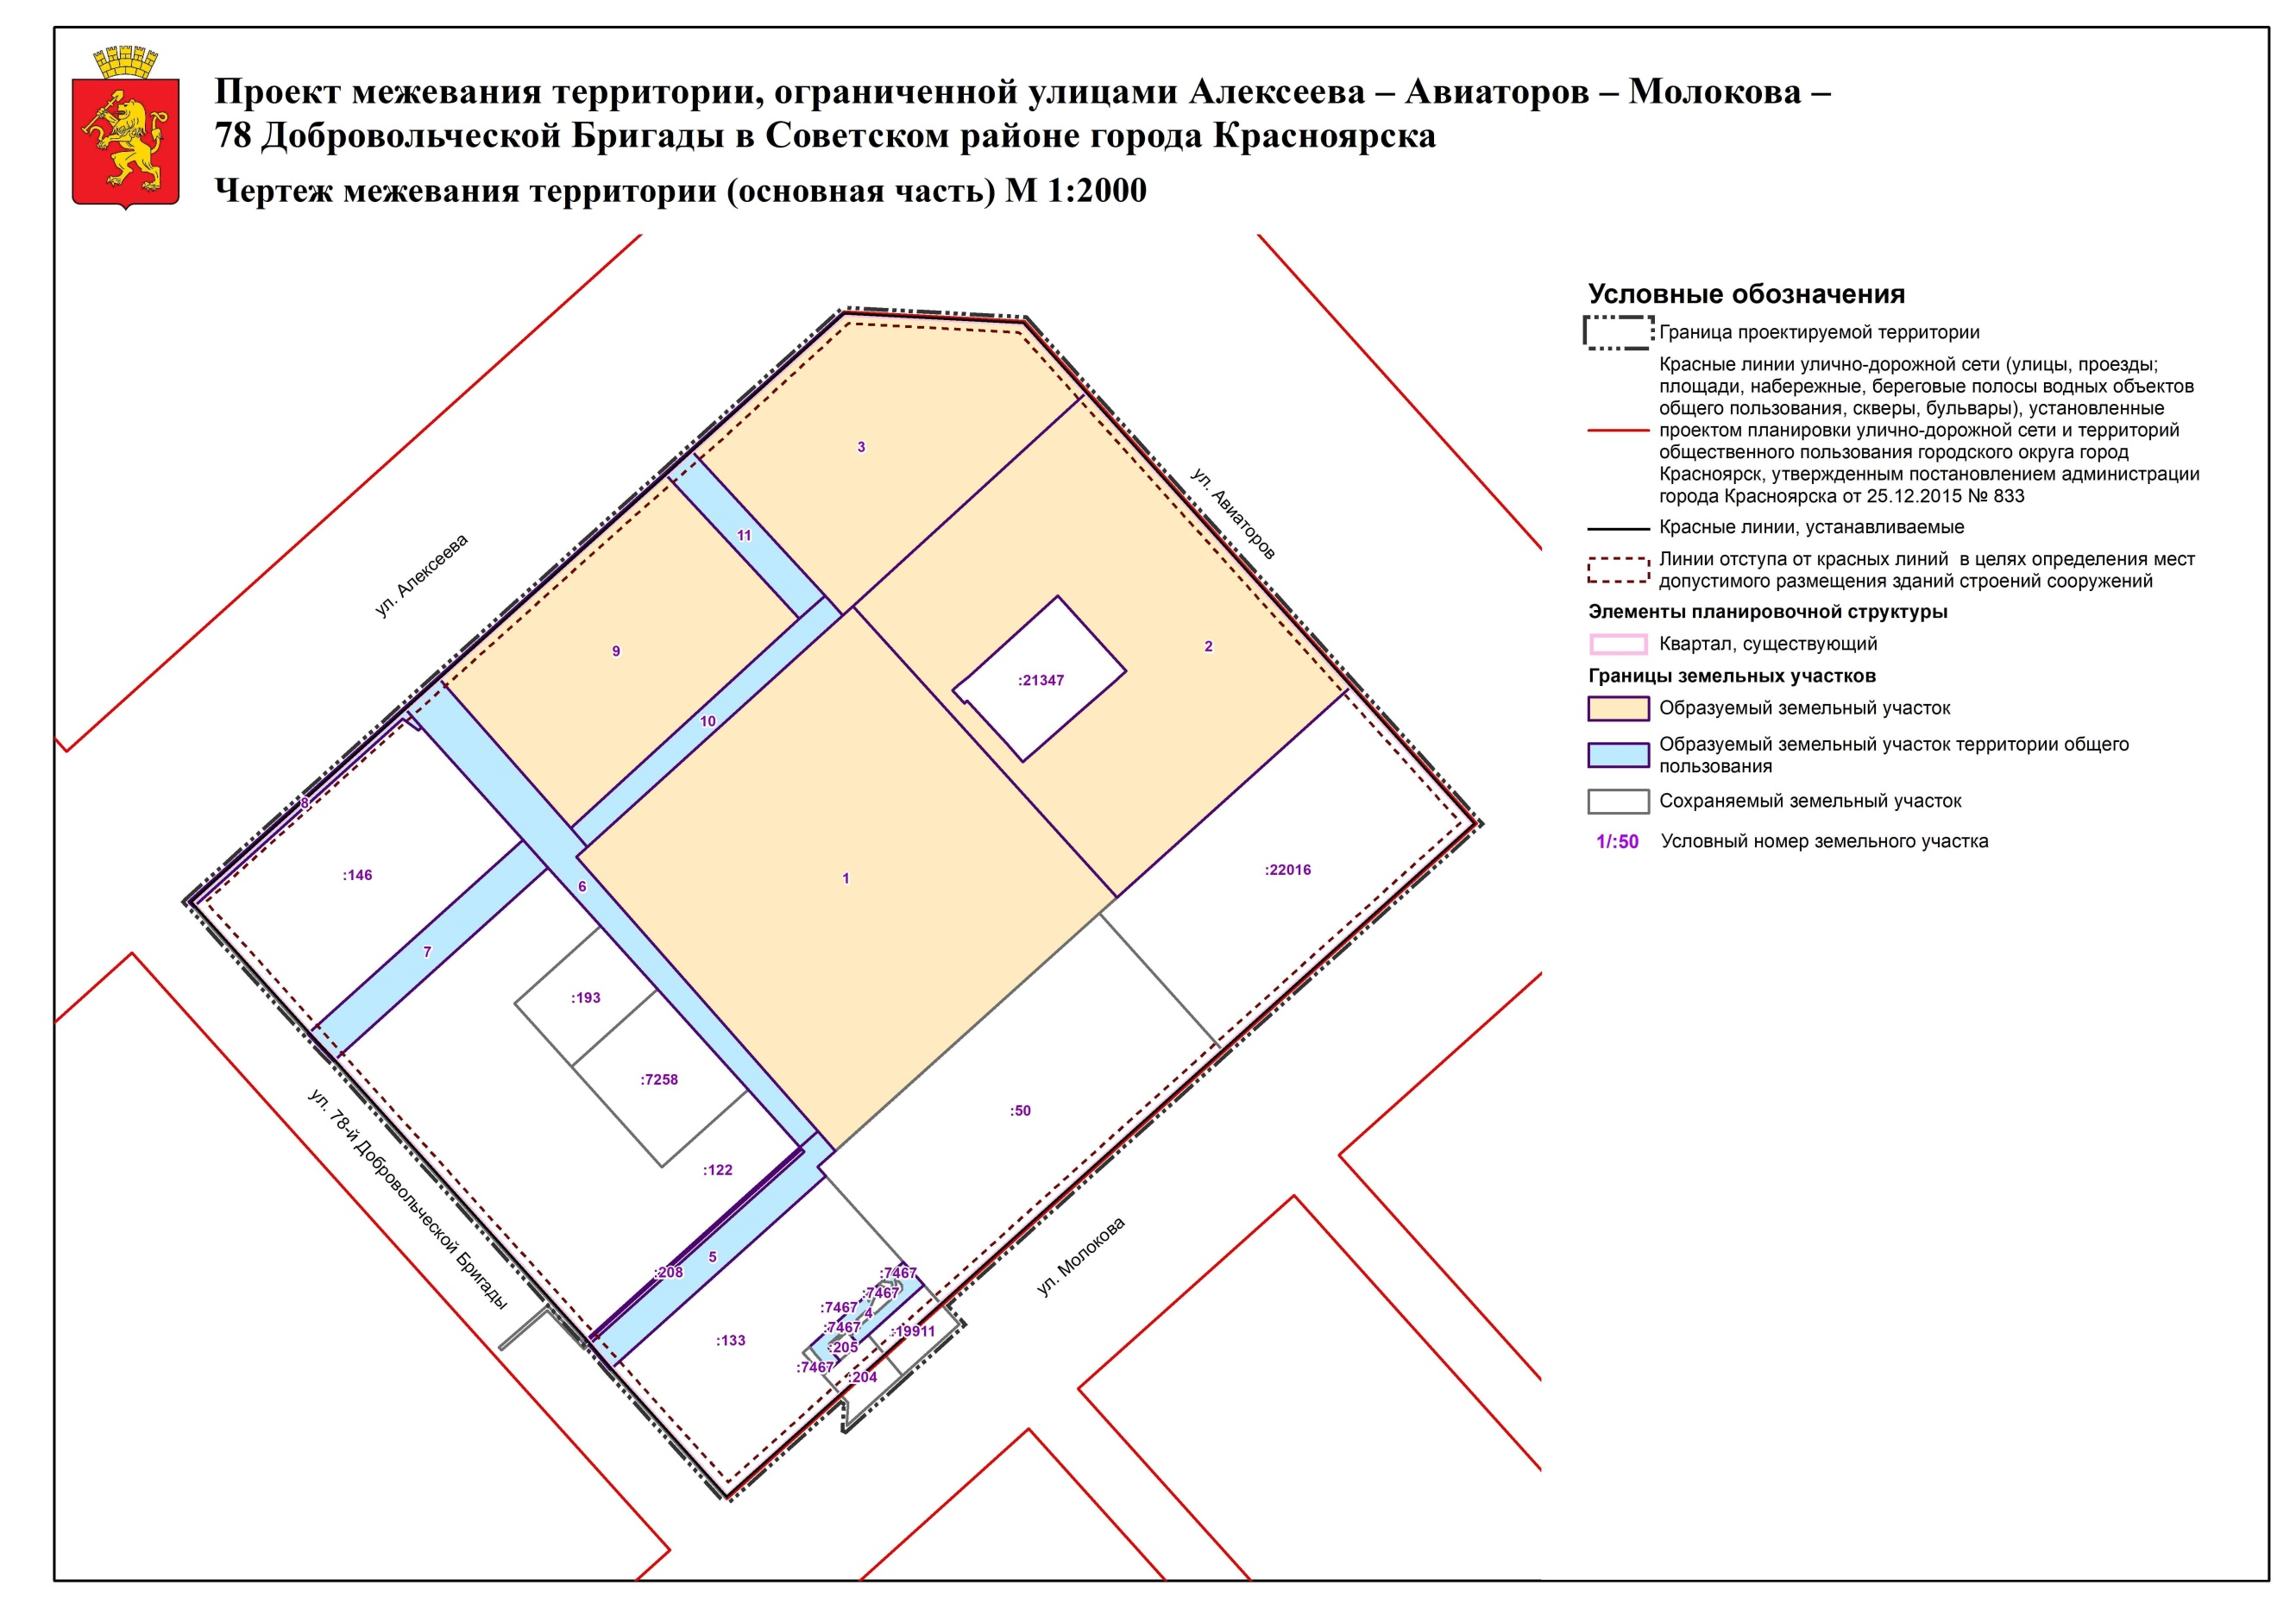 Проект межевания территории, ограниченной улицами Алексеева – Авиаторов – Молокова –
78 Добровольческой Бригады в Советском районе города Красноярска
Чертеж межевания территории (основная часть) М 1:2000
Условные обозначения
Граница проектируемой территории
Красные линии улично-дорожной сети (улицы, проезды;
площади, набережные, береговые полосы водных объектов
общего пользования, скверы, бульвары), установленные
проектом планировки улично-дорожной сети и территорий
общественного пользования городского округа город
Красноярск, утвержденным постановлением администрации
города Красноярска от 25.12.2015 № 833
Красные линии, устанавливаемые
Линии отступа от красных линий в целях определения мест
допустимого размещения зданий строений сооружений
Элементы планировочной структуры
Квартал, существующий
Границы земельных участков
Образуемый земельный участок
Образуемый земельный участок территории общего
пользования
Сохраняемый земельный участок
1/:50 Условный номер земельного участка
3
ул. Авиаторов
11
ул. Алексеева
9
2
:21347
10
8
:146
6
1
:22016
7
:193
:7258
:50
ул. 78-й Добровольческой Бригады
:122
ул. Молокова
5
:208
:7467
:7467
:7467
4
:7467
:19911
:133
:205
:7467
:204